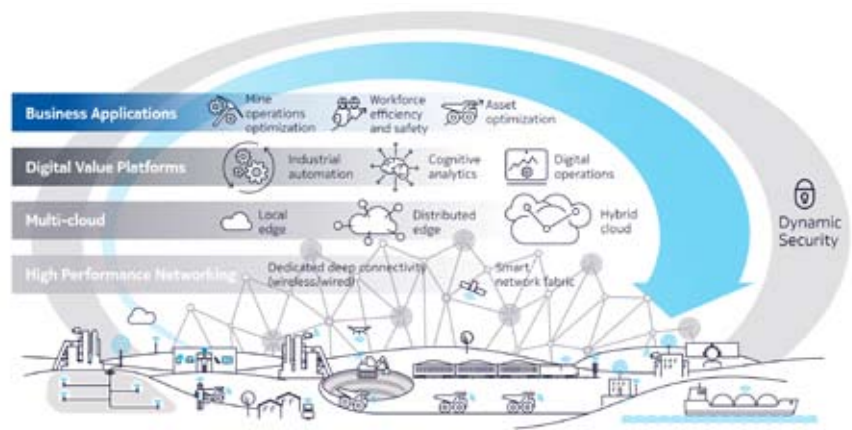 Business Applications
Mine
operations
optimization
Workforce
efficiency
and safety
Asset
optimization
Digital Value Platforms
Industrial
automation
Cognitive
analytics
Digital
operations
Multi-cloud
Local
edge
Distributed
edge
Hybrid
cloud
Dynamic
Security
High Performance Networking
Dedicated deep connectivity
(wireless/wired)
Smart
network fabric